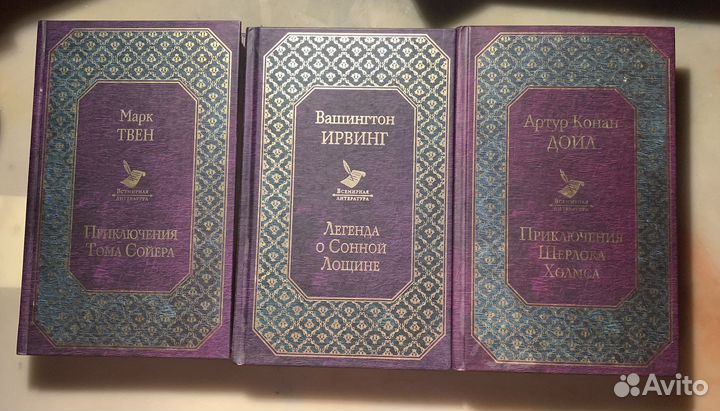 Марк
ТВЕН
Всемирная
литература
Приключения
Тома Сойера
Вашингтон
ИРВИНГ
Всемирная
литература
Легенда
о Сонной
Лощине
Артур Конан
ДОЙЛ
Всемирная
литература
Приключения
Шерлока
Холмса
Avito